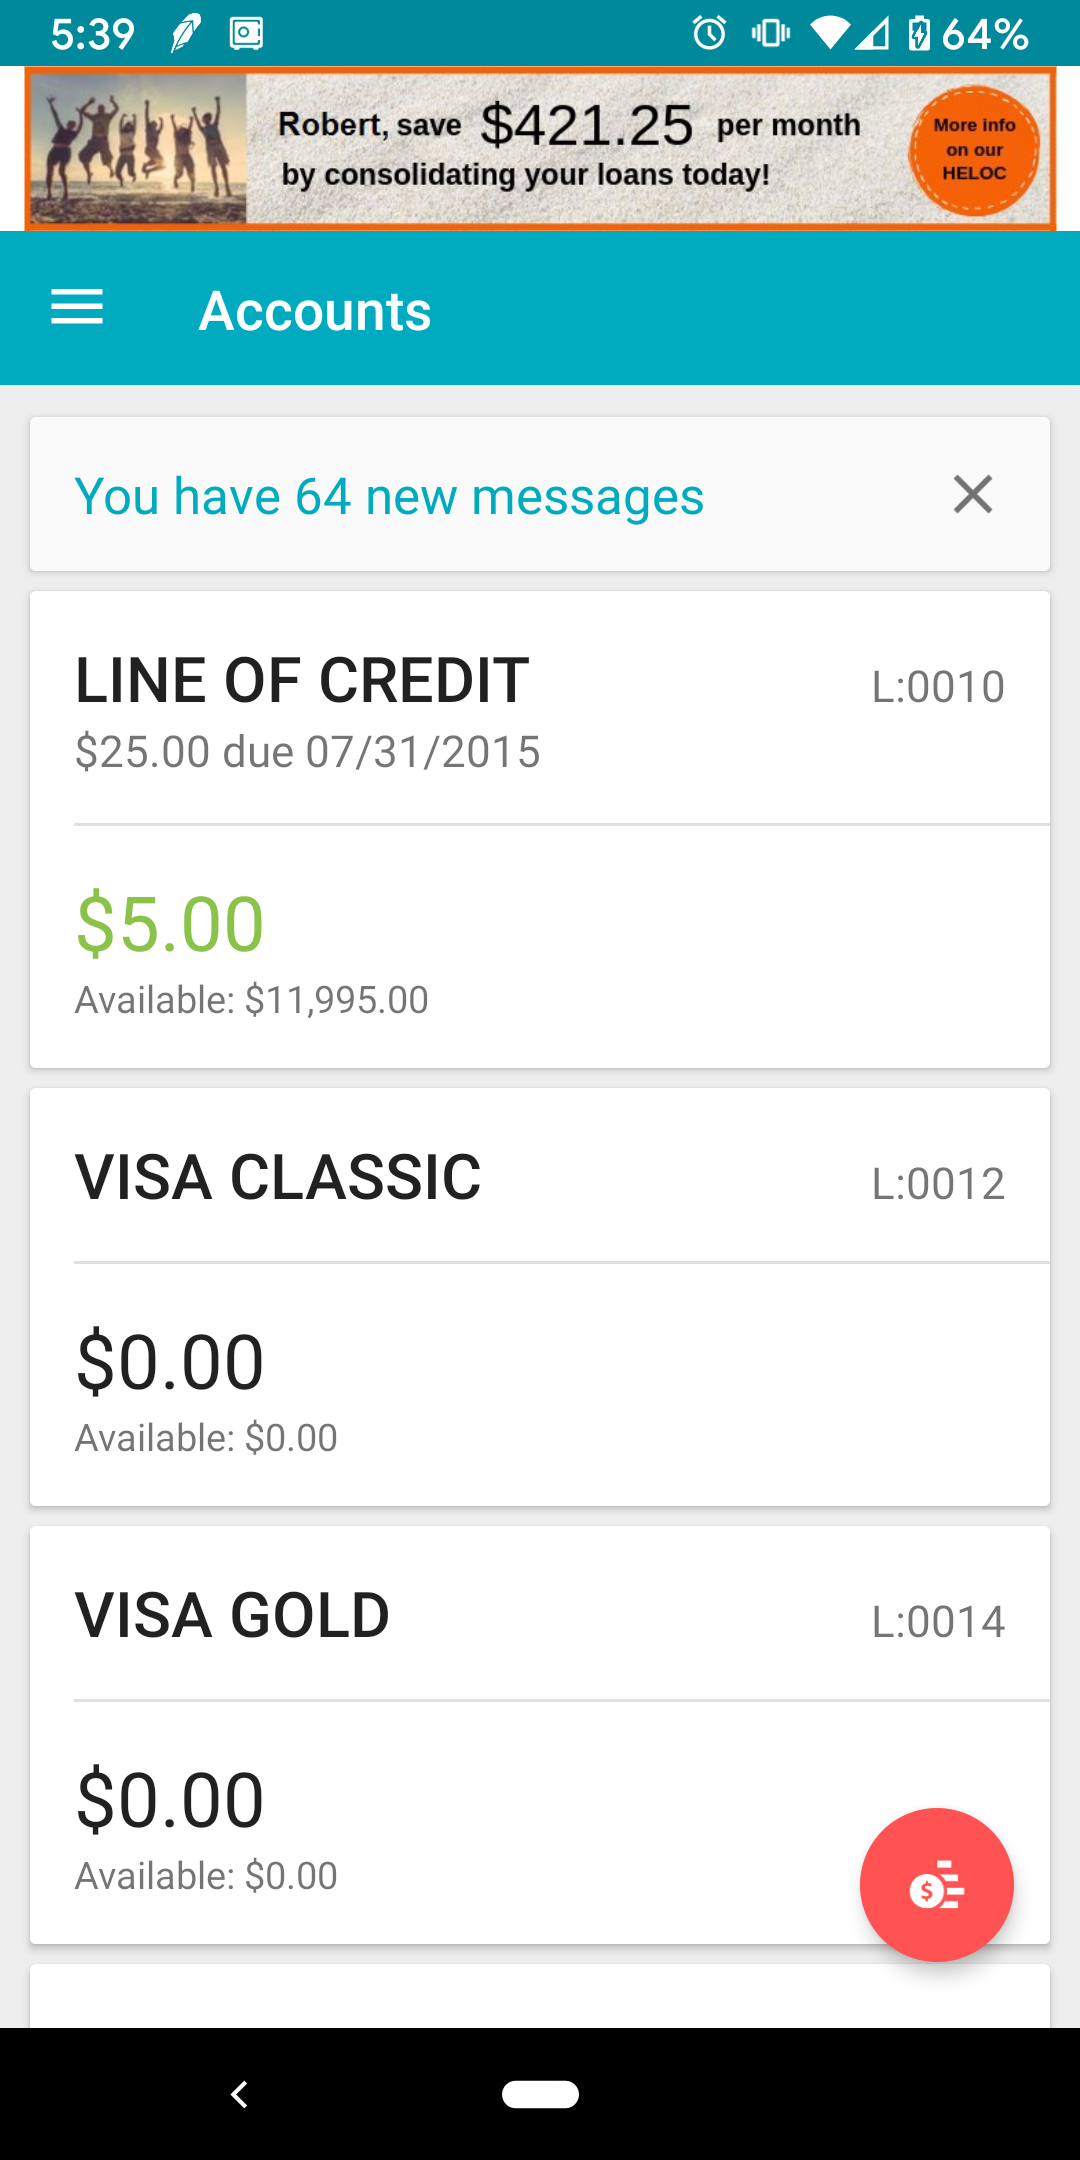 5:39 64%
Robert, save $421.25 per month
by consolidating your loans today!
More info
on our
HELOC
Accounts
You have 64 new messages
LINE OF CREDIT L:0010
$25.00 due 07/31/2015
$5.00
Available: $11,995.00
VISA CLASSIC L:0012
$0.00
Available: $0.00
VISA GOLD L:0014
$0.00
Available: $0.00
$